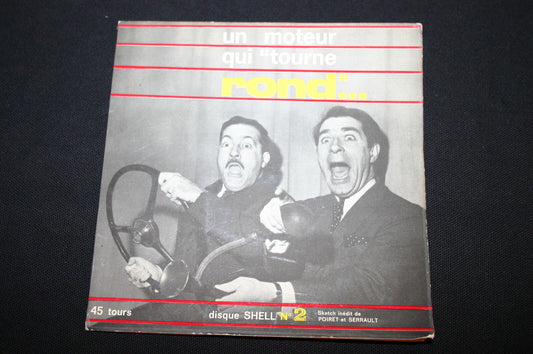 un moteur
qui "tourne
rond"...
45 tours
disque SHELL N° 2
Sketch inédit de
POIRET et SERRAULT